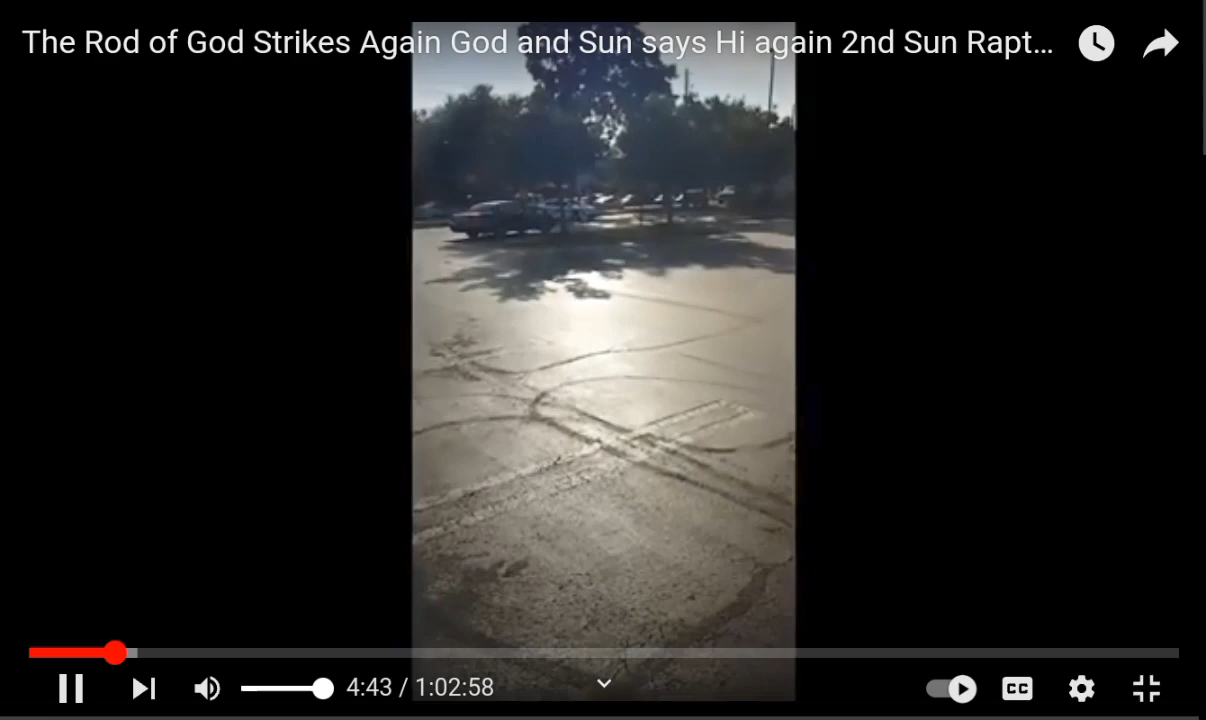 The Rod of God Strikes Again God and Sun says Hi again 2nd Sun Rapt...
4:43 / 1:02:58
CC